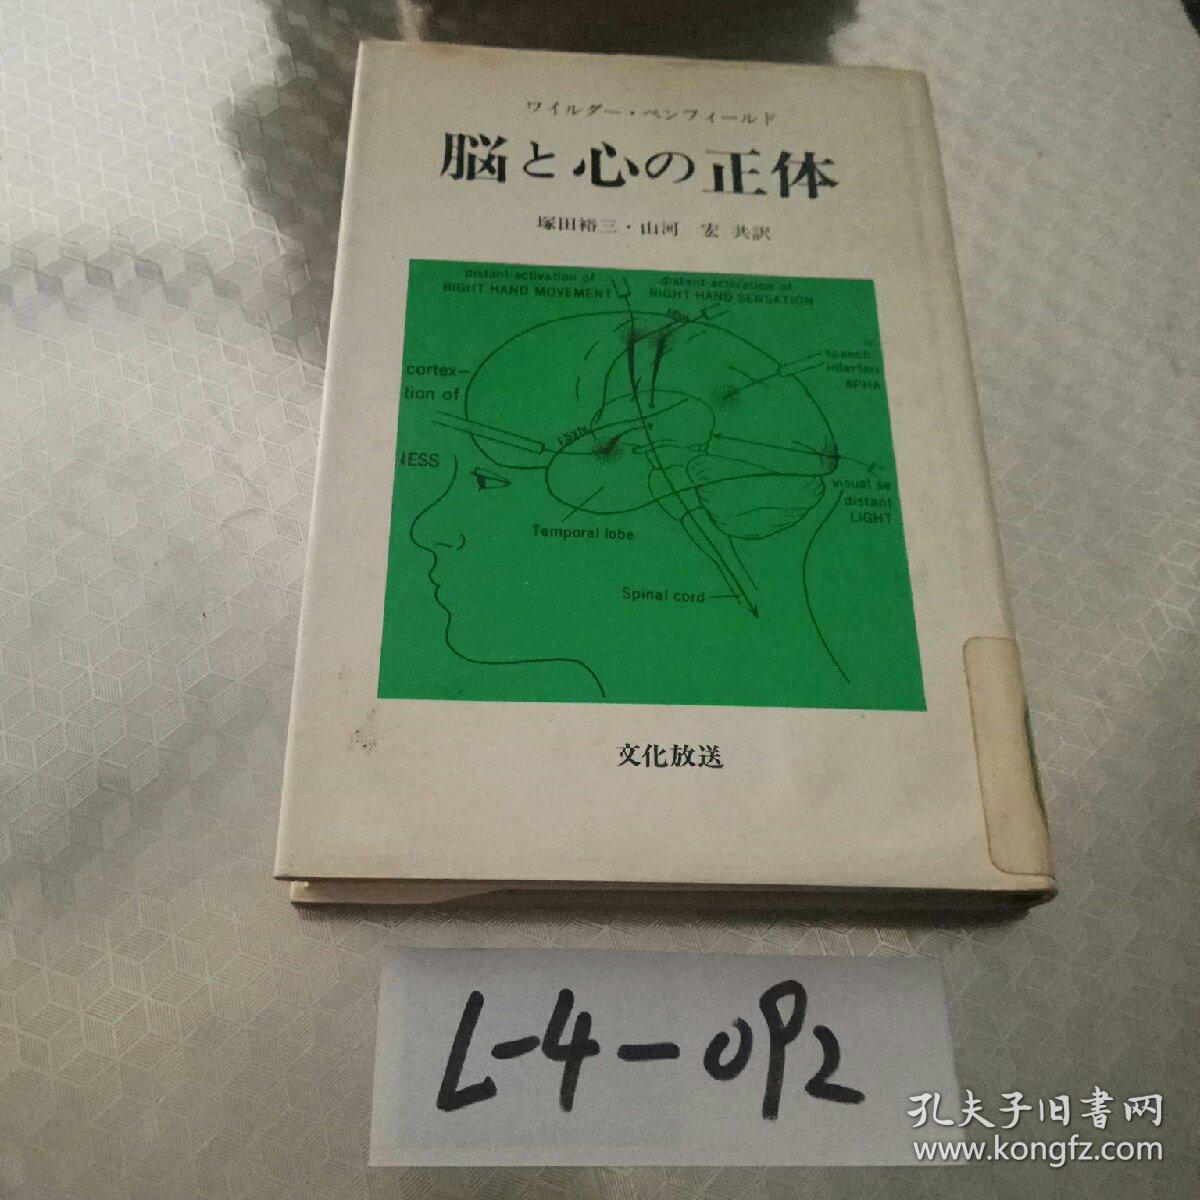 ワイルダー・ペンフィールド
脳と心の正体
塚田裕三・山河 宏 共訳
distant-activation of
RIGHT HAND MOVEMENT
distant-activation of
RIGHT HAND SENSATION
speech
interfere
APHA
cortex
tion of
NESS
visual se
distant
LIGHT
Temporal lobe
Spinal cord
文化放送
L-4-092
孔夫子旧書网
www.kongfz.com